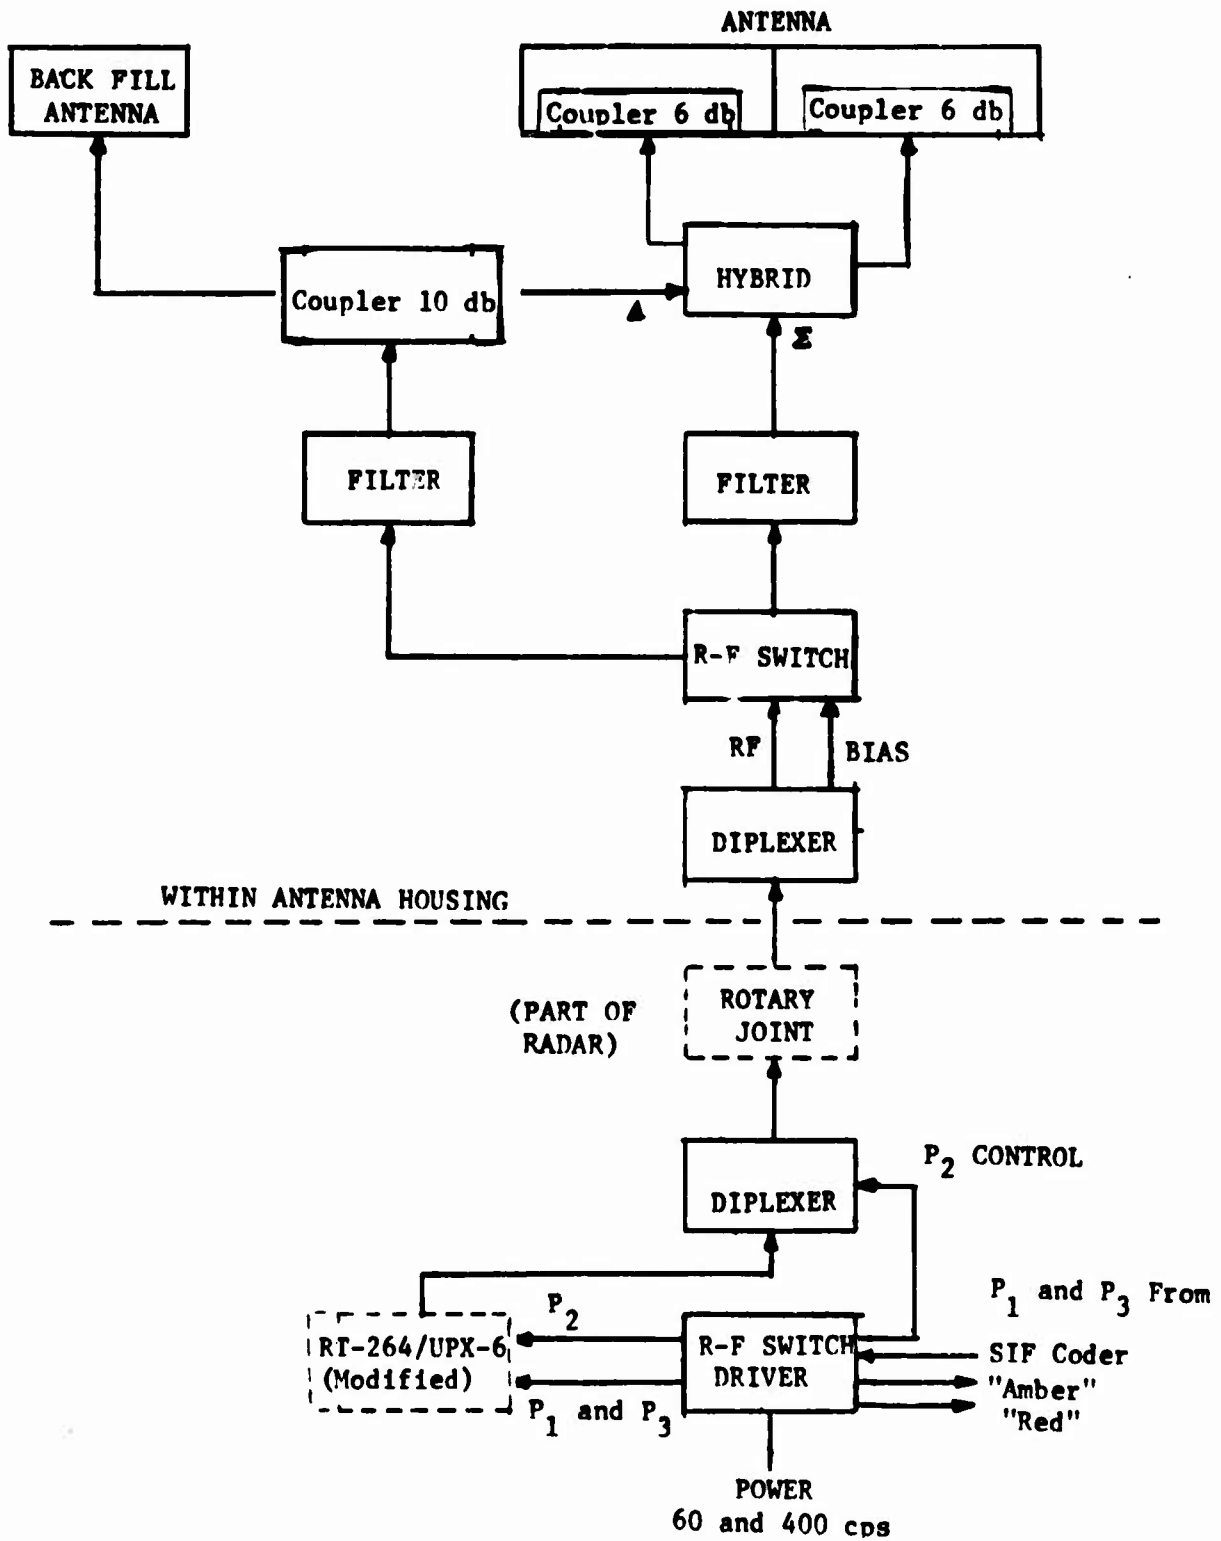 ANTENNA
BACK FILL
ANTENNA
Coupler 6 db
Coupler 6 db
HYBRID
Coupler 10 db
Δ
Σ
FILTER
FILTER
R-F SWITCH
RF
BIAS
DIPLEXER
WITHIN ANTENNA HOUSING
(PART OF
RADAR)
ROTARY
JOINT
P2 CONTROL
DIPLEXER
P1 and P3 From
P2
RT-264/UPX-6
(Modified)
R-F SWITCH
DRIVER
SIF Coder
"Amber"
"Red"
P1 and P3
POWER
60 and 400 cps